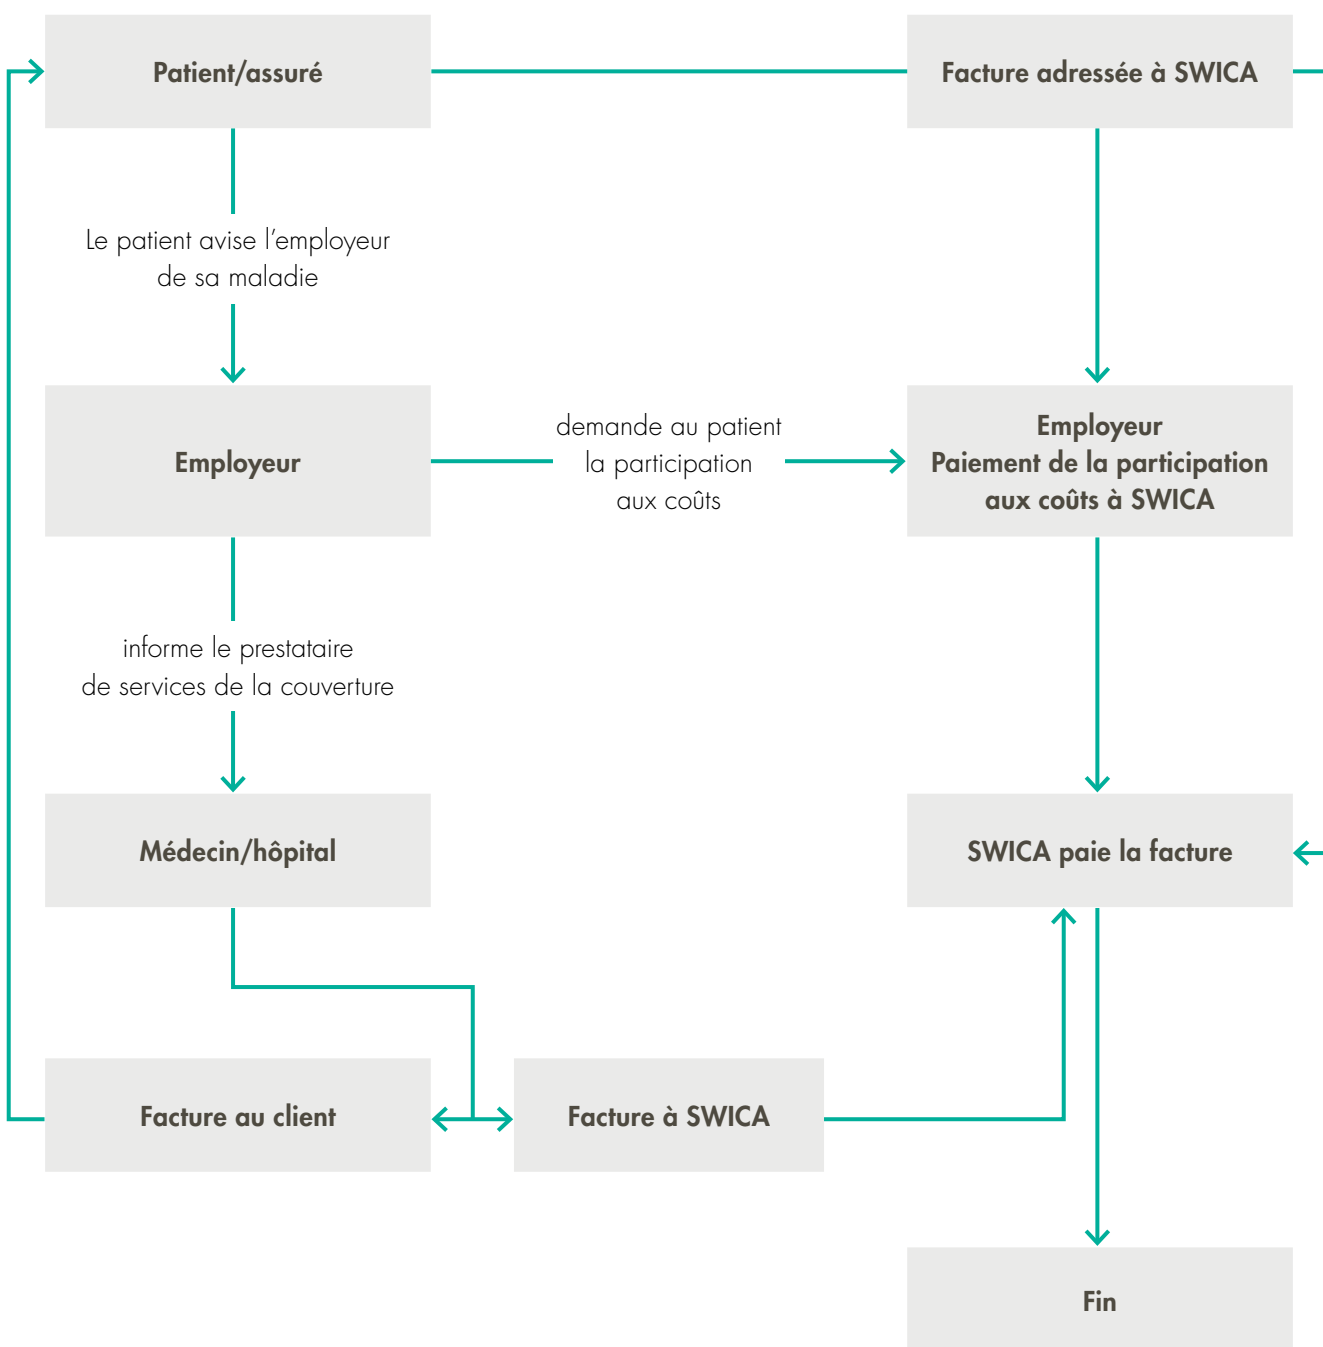 Patient/assuré
Facture adressée à SWICA
Le patient avise l’employeur
de sa maladie
Employeur
demande au patient
la participation
aux coûts
Employeur
Paiement de la participation
aux coûts à SWICA
informe le prestataire
de services de la couverture
Médecin/hôpital
SWICA paie la facture
Facture au client
Facture à SWICA
Fin